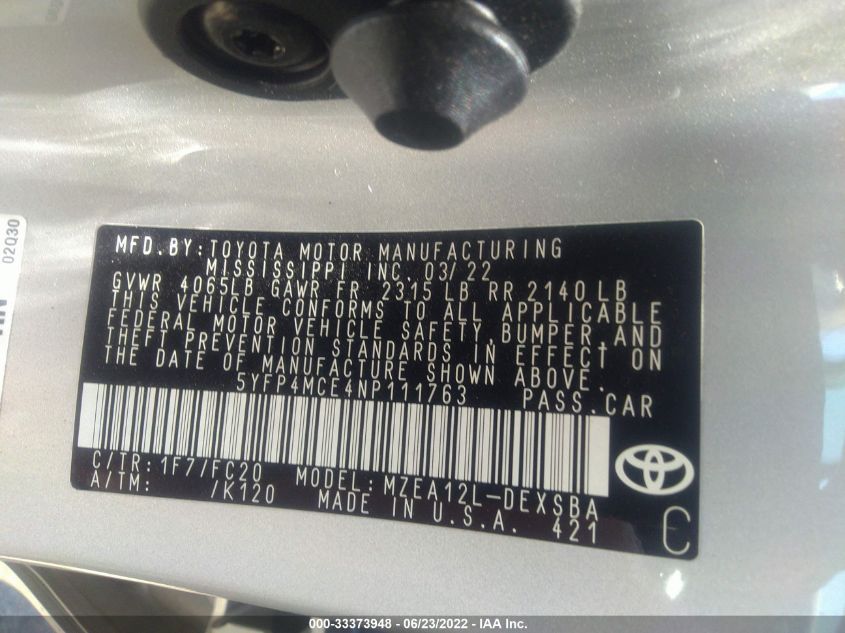 MFD. BY: TOYOTA MOTOR MANUFACTURING
MISSISSIPPI INC. 03/22
GVWR 4065LB GAWR FR 2315 LB RR 2140 LB
THIS VEHICLE CONFORMS TO ALL APPLICABLE
FEDERAL MOTOR VEHICLE SAFETY, BUMPER, AND
THEFT PREVENTION STANDARDS IN EFFECT ON
THE DATE OF MANUFACTURE SHOWN ABOVE.
5YFP4MCE4NP111763 PASS. CAR
C/TR: 1F7/FC20 MODEL: MZEA12L-DEXSBA
A/TM: /K120 MADE IN U.S.A. 421
02Q30
000-33373948 - 06/23/2022 - IAA Inc.